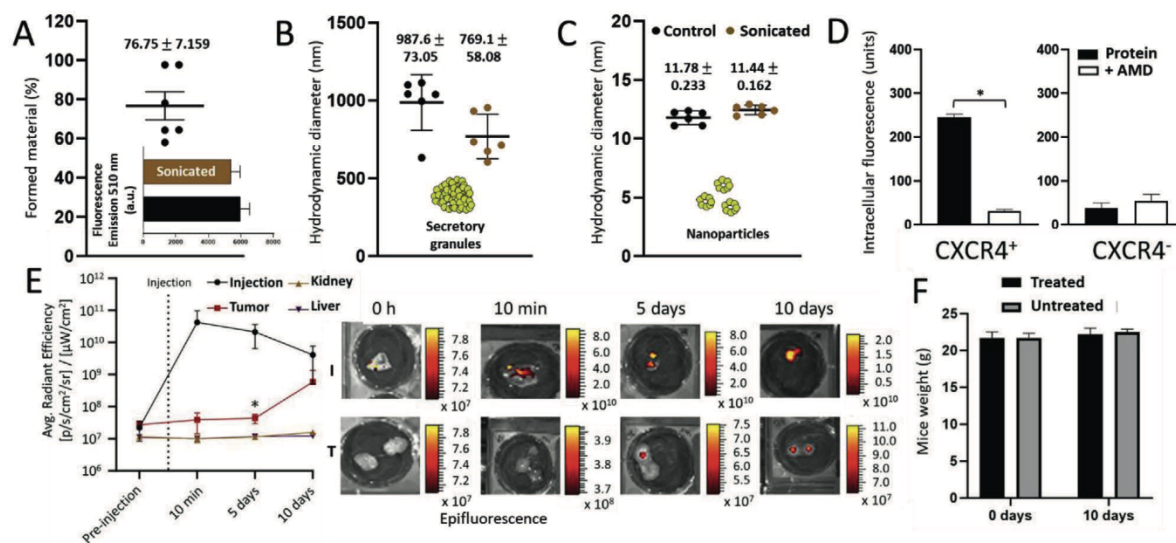 A
76.75 ± 7.159
Formed material (%)
100
80
60
40
20
0
Fluorescence
Emission 510 nm
(a.u.)
Sonicated
0 2000 4000 6000 8000
B
987.6 ±
73.05
769.1 ±
58.08
Hydrodynamic diameter (nm)
1500
1000
500
0
Secretory
granules
C
Control
Sonicated
11.78 ±
0.233
11.44 ±
0.162
Hydrodynamic diameter (nm)
20
15
10
5
0
Nanoparticles
D
Protein
+ AMD
Intracellular fluorescence (units)
400
300
200
100
0
*
CXCR4+
400
300
200
100
0
CXCR4-
E
Injection
Injection
Kidney
Tumor
Liver
Avg. Radiant Efficiency
[p/s/cm²/sr] / [µW/cm²]
10¹²
10¹¹
10¹⁰
10⁹
10⁸
10⁷
10⁶
*
Pre-injection
10 min
5 days
10 days
0 h
10 min
5 days
10 days
I
7.8
7.6
7.4
x 10⁷
8.0
6.0
4.0
2.0
x 10¹⁰
8.0
6.0
4.0
2.0
x 10¹⁰
2.0
1.5
1.0
0.5
x 10¹⁰
T
7.8
7.6
7.4
7.2
x 10⁷
3.9
3.8
3.7
x 10⁸
7.5
7.0
6.5
6.0
5.5
x 10⁷
11.0
10.0
9.0
8.0
7.0
x 10⁷
Epifluorescence
F
Treated
Untreated
Mice weight (g)
25
20
15
10
5
0
0 days
10 days